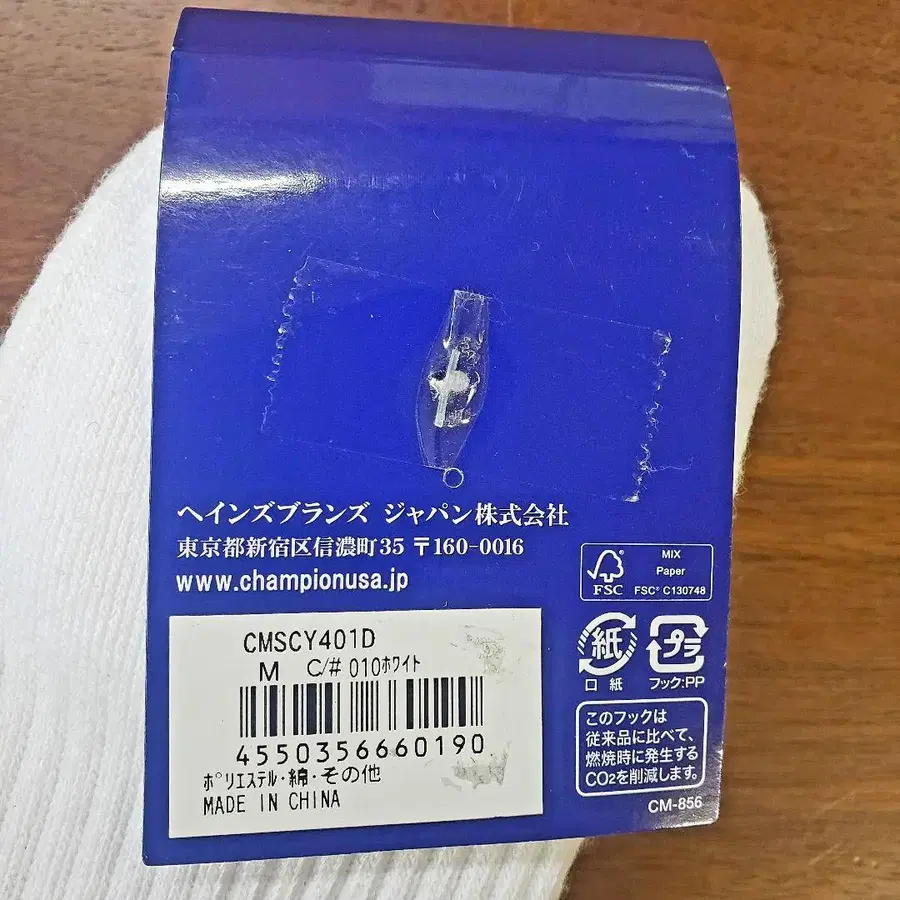 ヘインズブランズ ジャパン株式会社
東京都新宿区信濃町35 〒160-0016
www.championusa.jp
MIX
Paper
FSC
FSC® C130748
紙
プラ
口 紙
フック:PP
このフックは
従来品に比べて、
燃焼時に発生する
CO2を削減します。
CM-856
CMSCY401D
M C/# 010ホワイト
4550356660190
ポリエステル・綿・その他
MADE IN CHINA